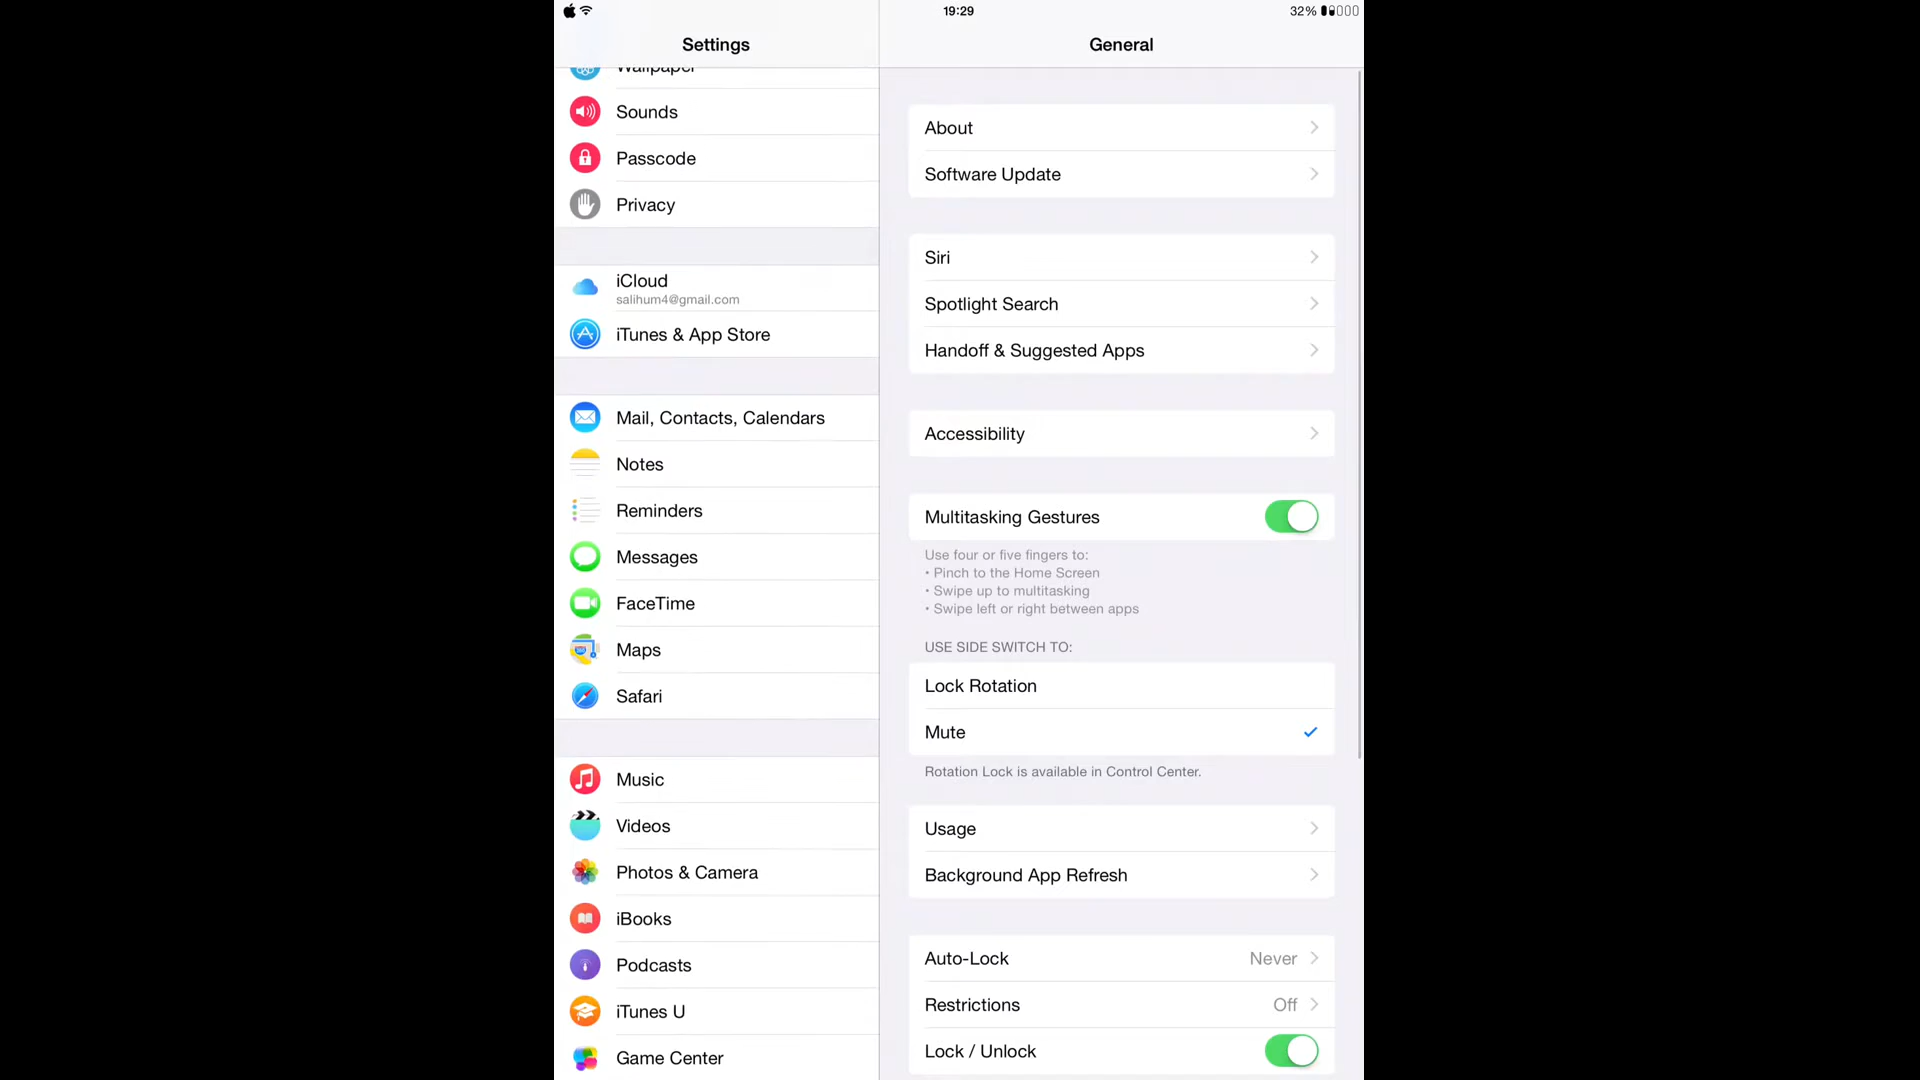 19:29
32%
Settings
General
Wallpaper
Sounds
Passcode
Privacy
iCloud
salihum4@gmail.com
iTunes & App Store
Mail, Contacts, Calendars
Notes
Reminders
Messages
FaceTime
Maps
Safari
Music
Videos
Photos & Camera
iBooks
Podcasts
iTunes U
Game Center
About
Software Update
Siri
Spotlight Search
Handoff & Suggested Apps
Accessibility
Multitasking Gestures
Use four or five fingers to:
• Pinch to the Home Screen
• Swipe up to multitasking
• Swipe left or right between apps
USE SIDE SWITCH TO:
Lock Rotation
Mute
Rotation Lock is available in Control Center.
Usage
Background App Refresh
Auto-Lock Never
Restrictions Off
Lock / Unlock